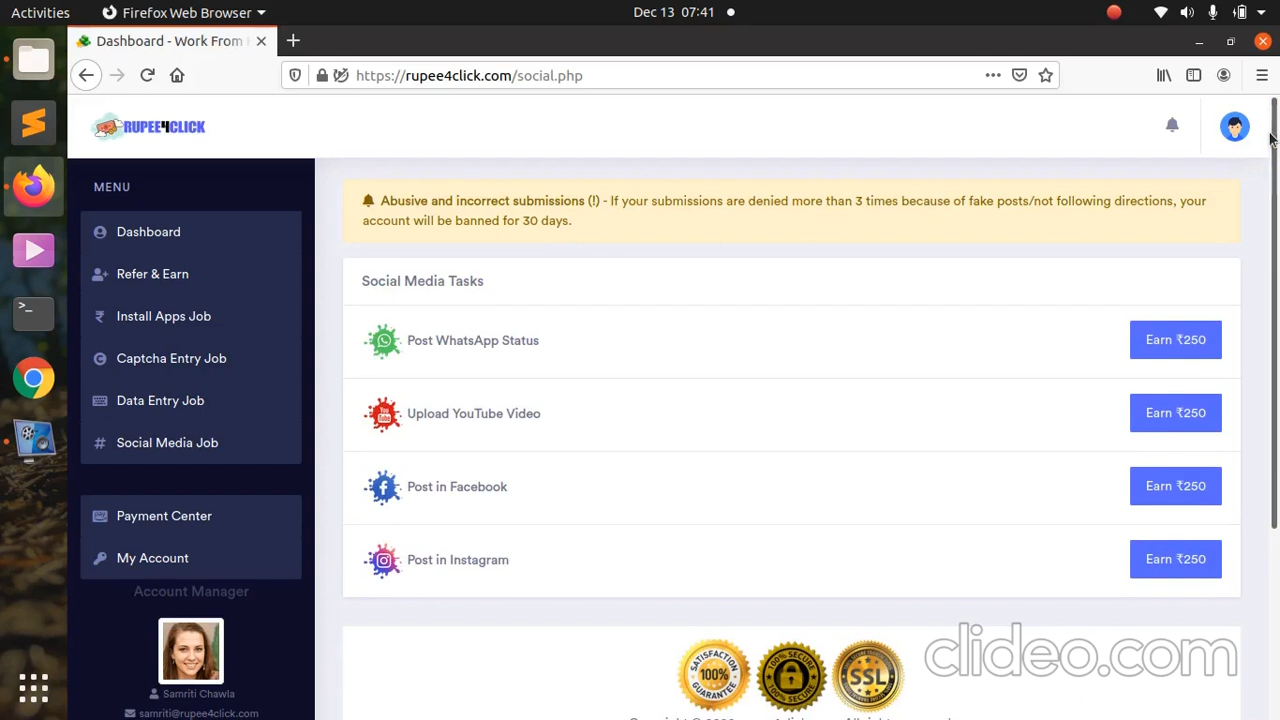 Activities
Firefox Web Browser
Dec 13 07:41
Dashboard - Work From
https://rupee4click.com/social.php
RUPEE4CLICK
MENU
Dashboard
Refer & Earn
Install Apps Job
Captcha Entry Job
Data Entry Job
Social Media Job
Payment Center
My Account
Account Manager
Samriti Chawla
samriti@rupee4click.com
Abusive and incorrect submissions (!) - If your submissions are denied more than 3 times because of fake posts/not following directions, your
account will be banned for 30 days.
Social Media Tasks
Post WhatsApp Status
Earn ₹250
Upload YouTube Video
Earn ₹250
Post in Facebook
Earn ₹250
Post in Instagram
Earn ₹250
SATISFACTION
100%
GUARANTEE
100% SECURE
SSL
clideo.com